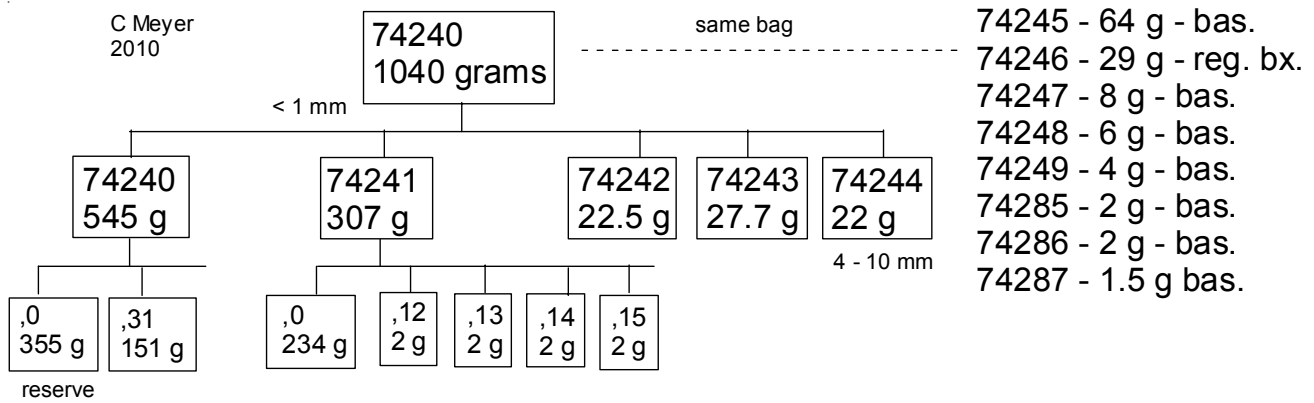 C Meyer
2010
74240
1040 grams
same bag
< 1 mm
74240
545 g
74241
307 g
74242
22.5 g
74243
27.7 g
74244
22 g
4 - 10 mm
,0
355 g
,31
151 g
,0
234 g
,12
2 g
,13
2 g
,14
2 g
,15
2 g
reserve
74245 - 64 g - bas.
74246 - 29 g - reg. bx.
74247 - 8 g - bas.
74248 - 6 g - bas.
74249 - 4 g - bas.
74285 - 2 g - bas.
74286 - 2 g - bas.
74287 - 1.5 g bas.